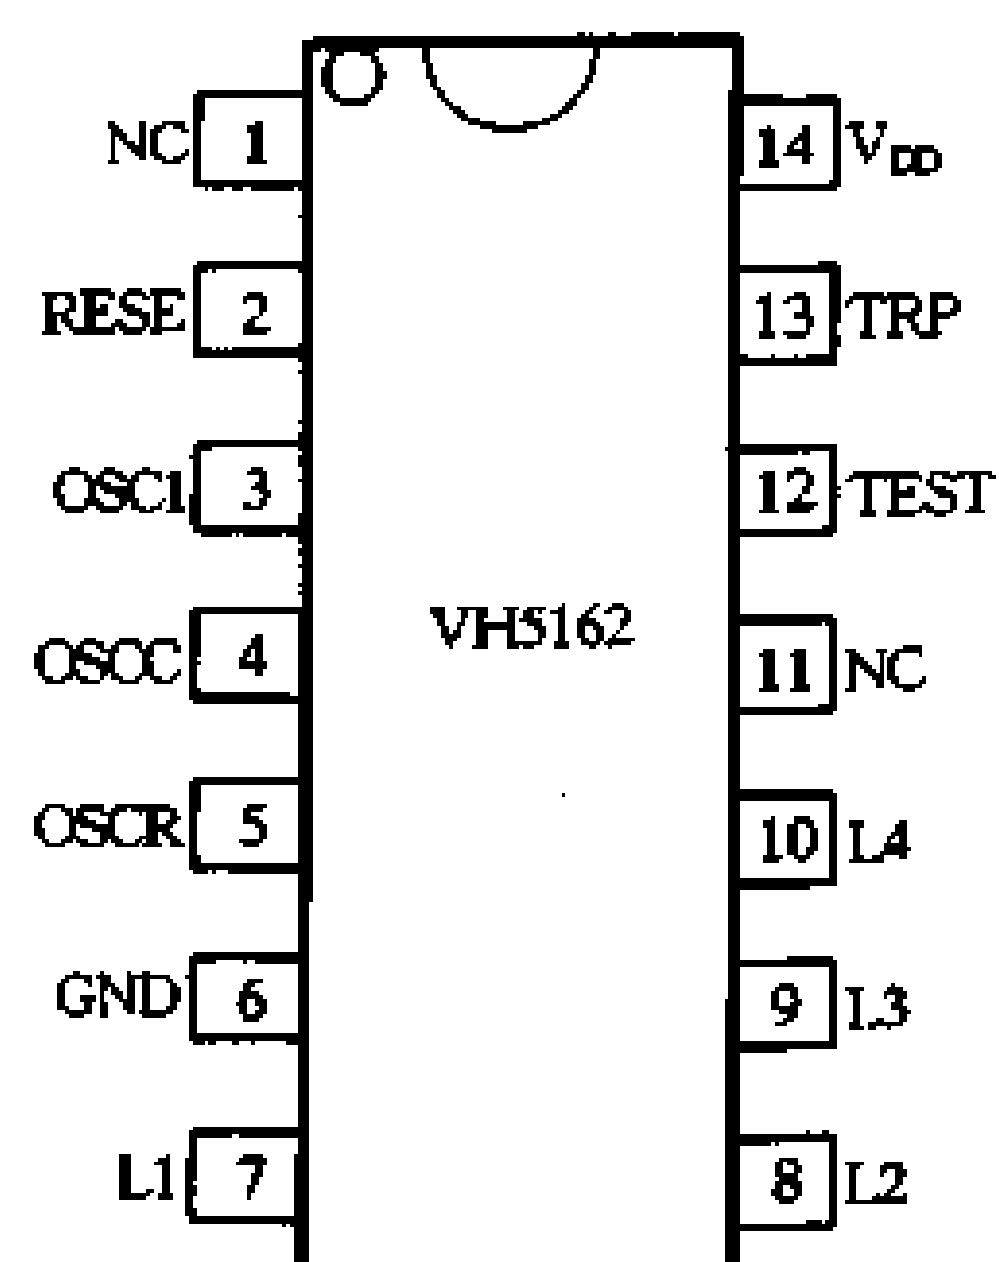 NC 1 14 VDD
RESE 2 13 TRP
OSC1 3 12 TEST
VH5162
OSCC 4 11 NC
OSCR 5 10 L4
GND 6 9 L3
L1 7 8 L2